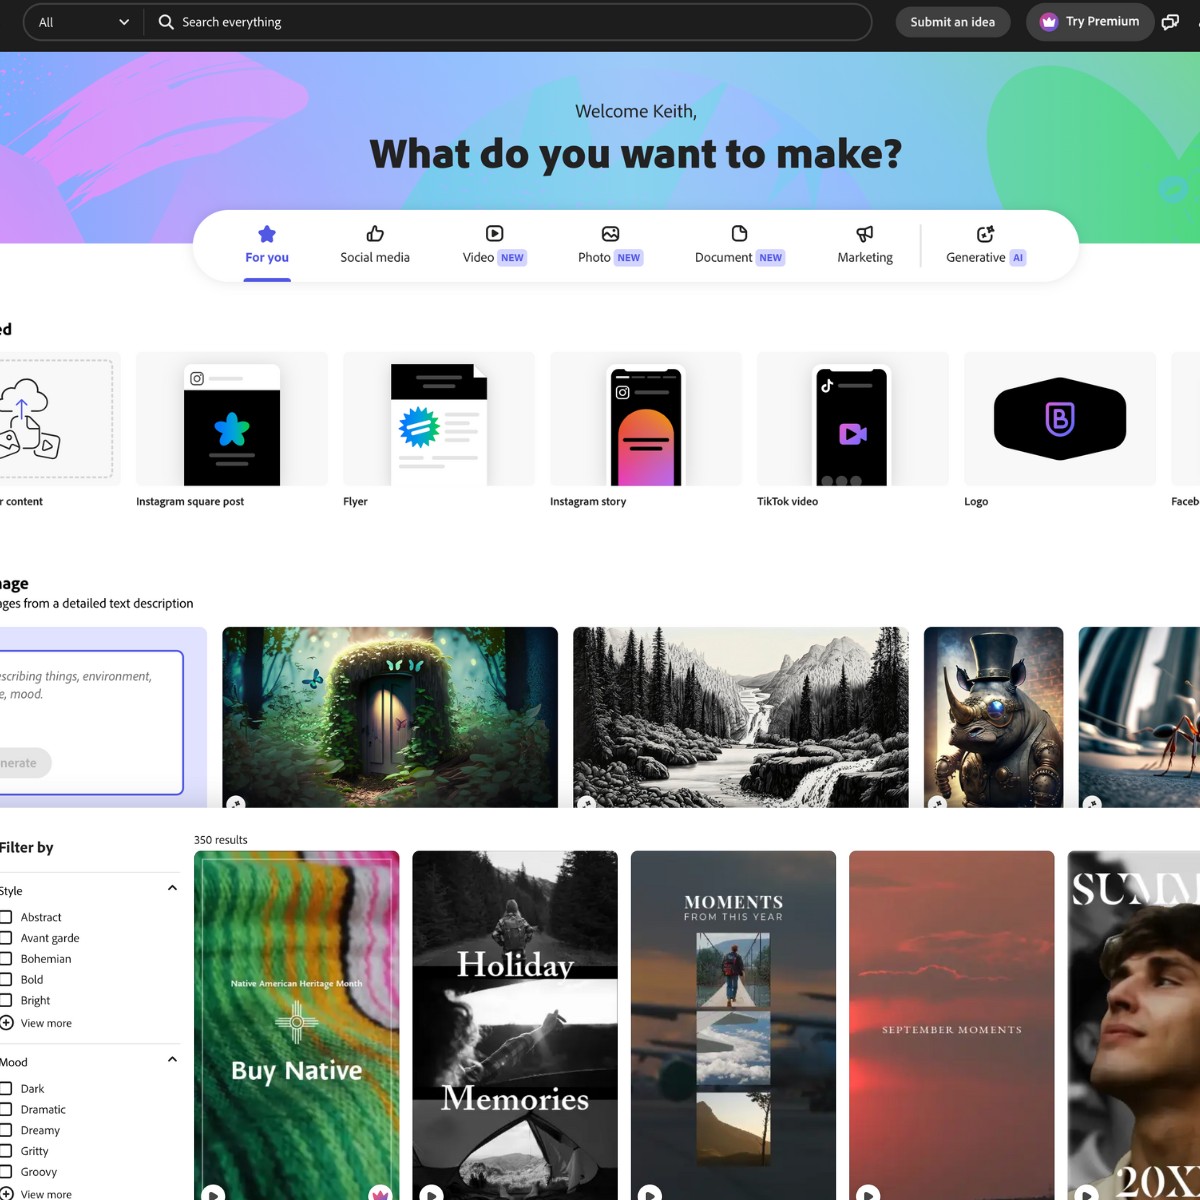 All
Search everything
Submit an idea
Try Premium
Welcome Keith,
What do you want to make?
For you
Social media
Video NEW
Photo NEW
Document NEW
Marketing
Generative AI
ed
r content
Instagram square post
Flyer
Instagram story
TikTok video
Logo
Faceb
nage
ages from a detailed text description
escribing things, environment,
e, mood.
nerate
350 results
Filter by
Style
Abstract
Avant garde
Bohemian
Bold
Bright
View more
Mood
Dark
Dramatic
Dreamy
Gritty
Groovy
View more
Native American Heritage Month
Buy Native
Holiday
Memories
MOMENTS
FROM THIS YEAR
SEPTEMBER MOMENTS
SUMM
20X